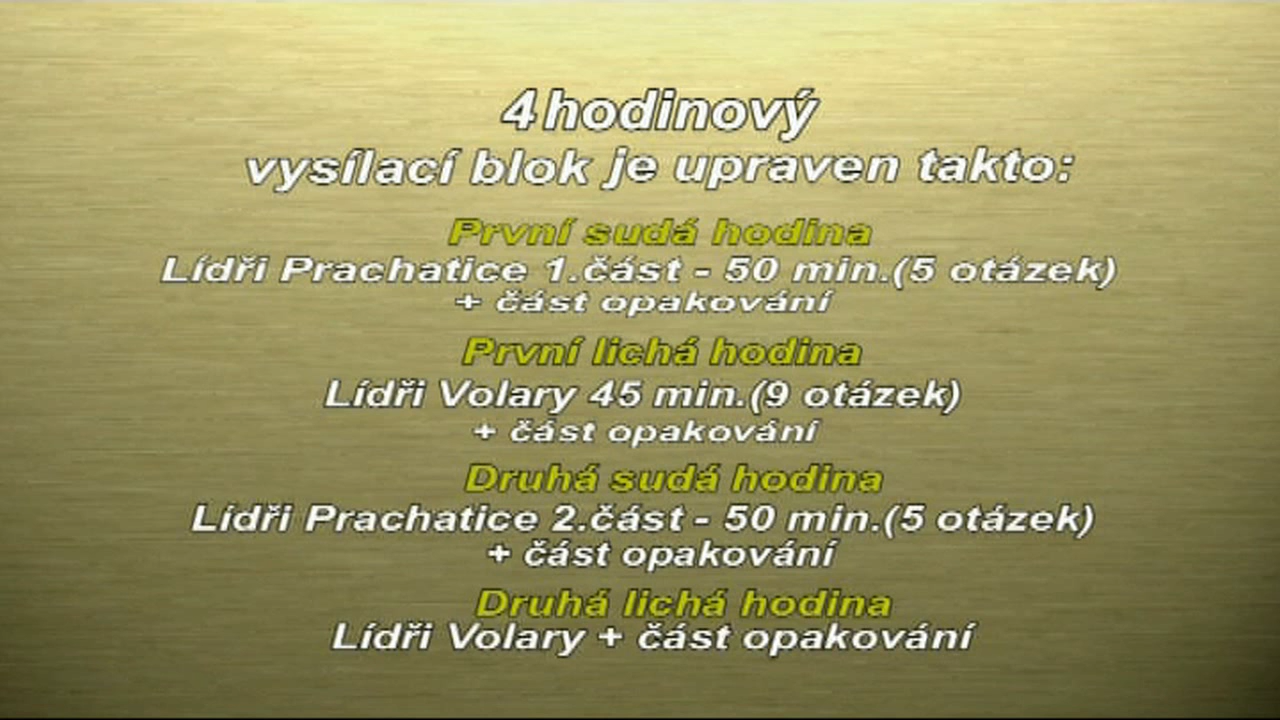 4hodinový
vysílací blok je upraven takto:
První sudá hodina
Lídři Prachatice 1.část - 50 min.(5 otázek)
+ část opakování
První lichá hodina
Lídři Volary 45 min.(9 otázek)
+ část opakování
Druhá sudá hodina
Lídři Prachatice 2.část - 50 min.(5 otázek)
+ část opakování
Druhá lichá hodina
Lídři Volary + část opakování